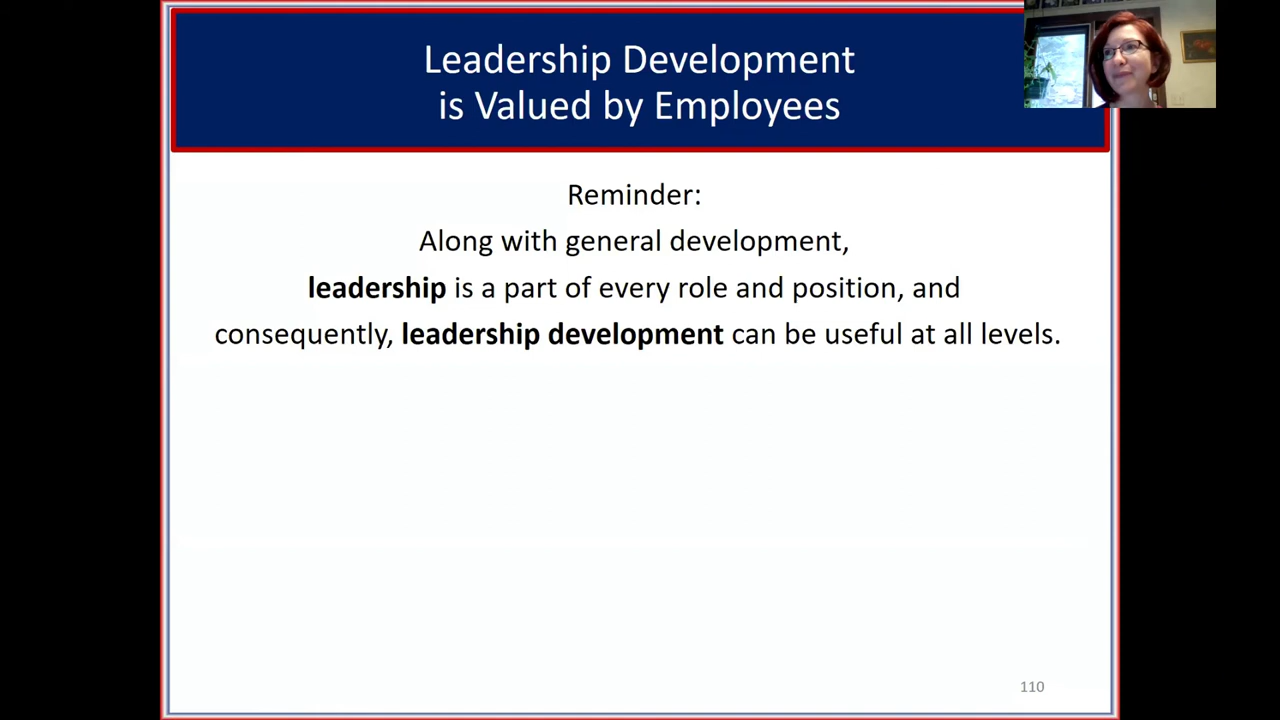 Leadership Development
is Valued by Employees
Reminder:
Along with general development,
leadership is a part of every role and position, and
consequently, leadership development can be useful at all levels.
110